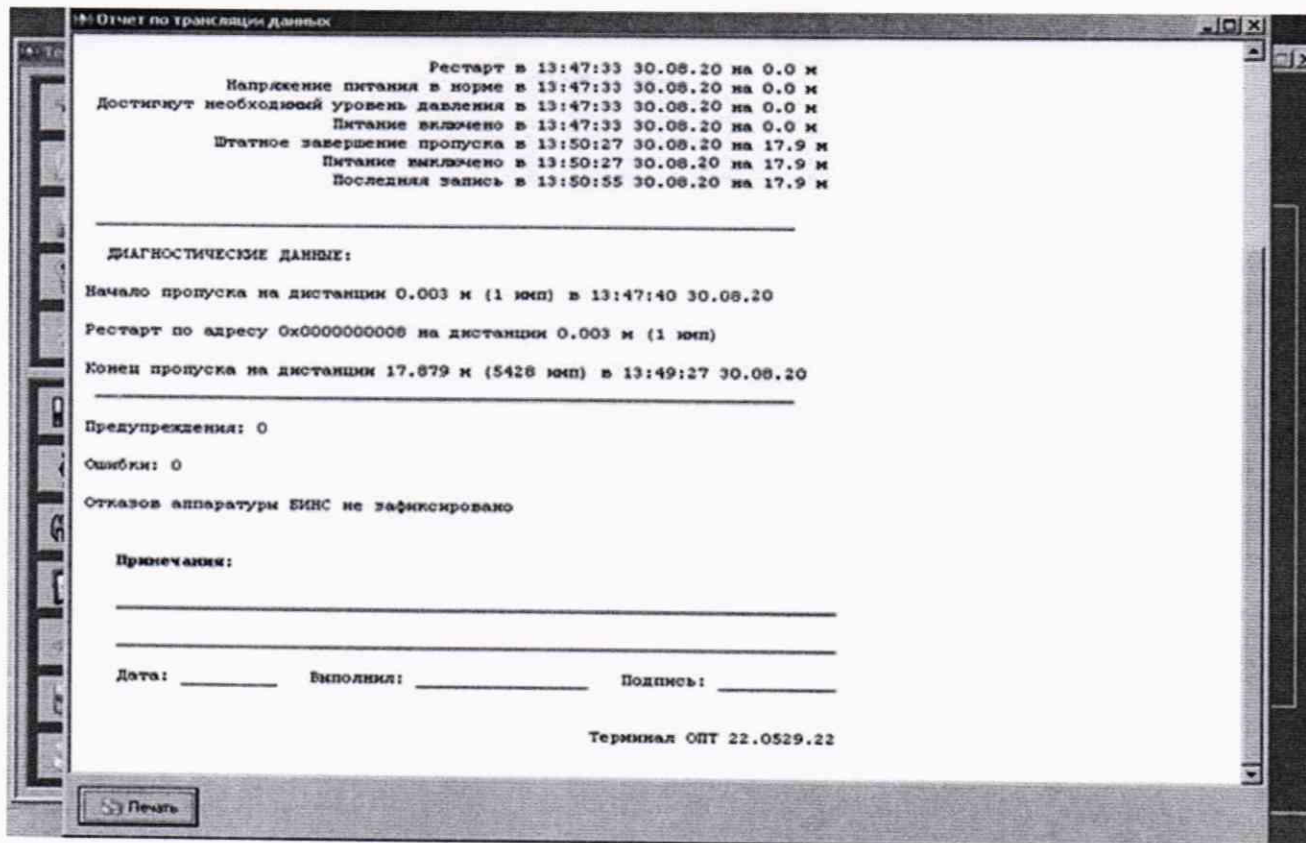 Отчет по трансляции данных
Рестарт в 13:47:33 30.08.20 на 0.0 м
Напряжение питания в норме в 13:47:33 30.08.20 на 0.0 м
Достигнут необходимый уровень давления в 13:47:33 30.08.20 на 0.0 м
Питание включено в 13:47:33 30.08.20 на 0.0 м
Штатное завершение пропуска в 13:50:27 30.08.20 на 17.9 м
Питание выключено в 13:50:27 30.08.20 на 17.9 м
Последняя запись в 13:50:55 30.08.20 на 17.9 м
ДИАГНОСТИЧЕСКИЕ ДАННЫЕ:
Начало пропуска на дистанции 0.003 м (1 имп) в 13:47:40 30.08.20
Рестарт по адресу 0x0000000008 на дистанции 0.003 м (1 имп)
Конец пропуска на дистанции 17.879 м (5428 имп) в 13:49:27 30.08.20
Предупреждения: 0
Ошибки: 0
Отказов аппаратуры БИНС не зафиксировано
Примечания:
Дата: Выполнил: Подпись:
Терминал ОПТ 22.0529.22
Печать